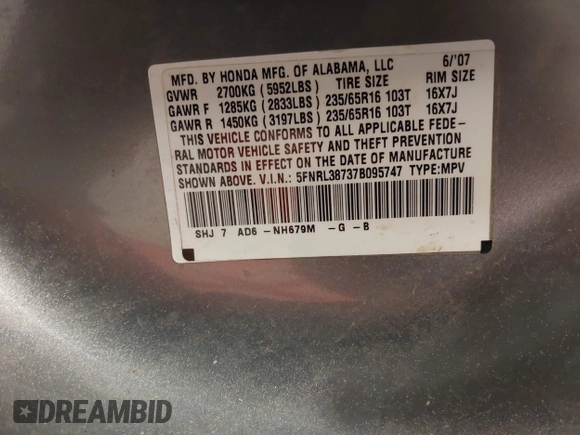 MFD. BY HONDA MFG. OF ALABAMA, LLC 6/'07
GVWR 2700KG (5952LBS) TIRE SIZE RIM SIZE
GAWR F 1285KG (2833LBS) 235/65R16 103T 16X7J
GAWR R 1450KG (3197LBS) 235/65R16 103T 16X7J
THIS VEHICLE CONFORMS TO ALL APPLICABLE FEDE-
RAL MOTOR VEHICLE SAFETY AND THEFT PREVENTION
STANDARDS IN EFFECT ON THE DATE OF MANUFACTURE
SHOWN ABOVE. V.I.N.: 5FNRL38737B095747 TYPE:MPV
SHJ 7 AD6 -NH679M -G -B
DREAMBID